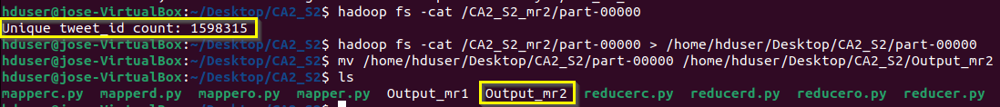 hduser@jose-VirtualBox:~/Desktop/CA2_S2$ hadoop fs -cat /CA2_S2_mr2/part-00000
Unique tweet_id count: 1598315
hduser@jose-VirtualBox:~/Desktop/CA2_S2$ hadoop fs -cat /CA2_S2_mr2/part-00000 > /home/hduser/Desktop/CA2_S2/part-00000
hduser@jose-VirtualBox:~/Desktop/CA2_S2$ mv /home/hduser/Desktop/CA2_S2/part-00000 /home/hduser/Desktop/CA2_S2/Output_mr2
hduser@jose-VirtualBox:~/Desktop/CA2_S2$ ls
mapperc.py mapperd.py mappero.py mapper.py Output_mr1 Output_mr2 reducerc.py reducerd.py reducero.py reducer.py
hduser@jose-VirtualBox:~/Desktop/CA2_S2$